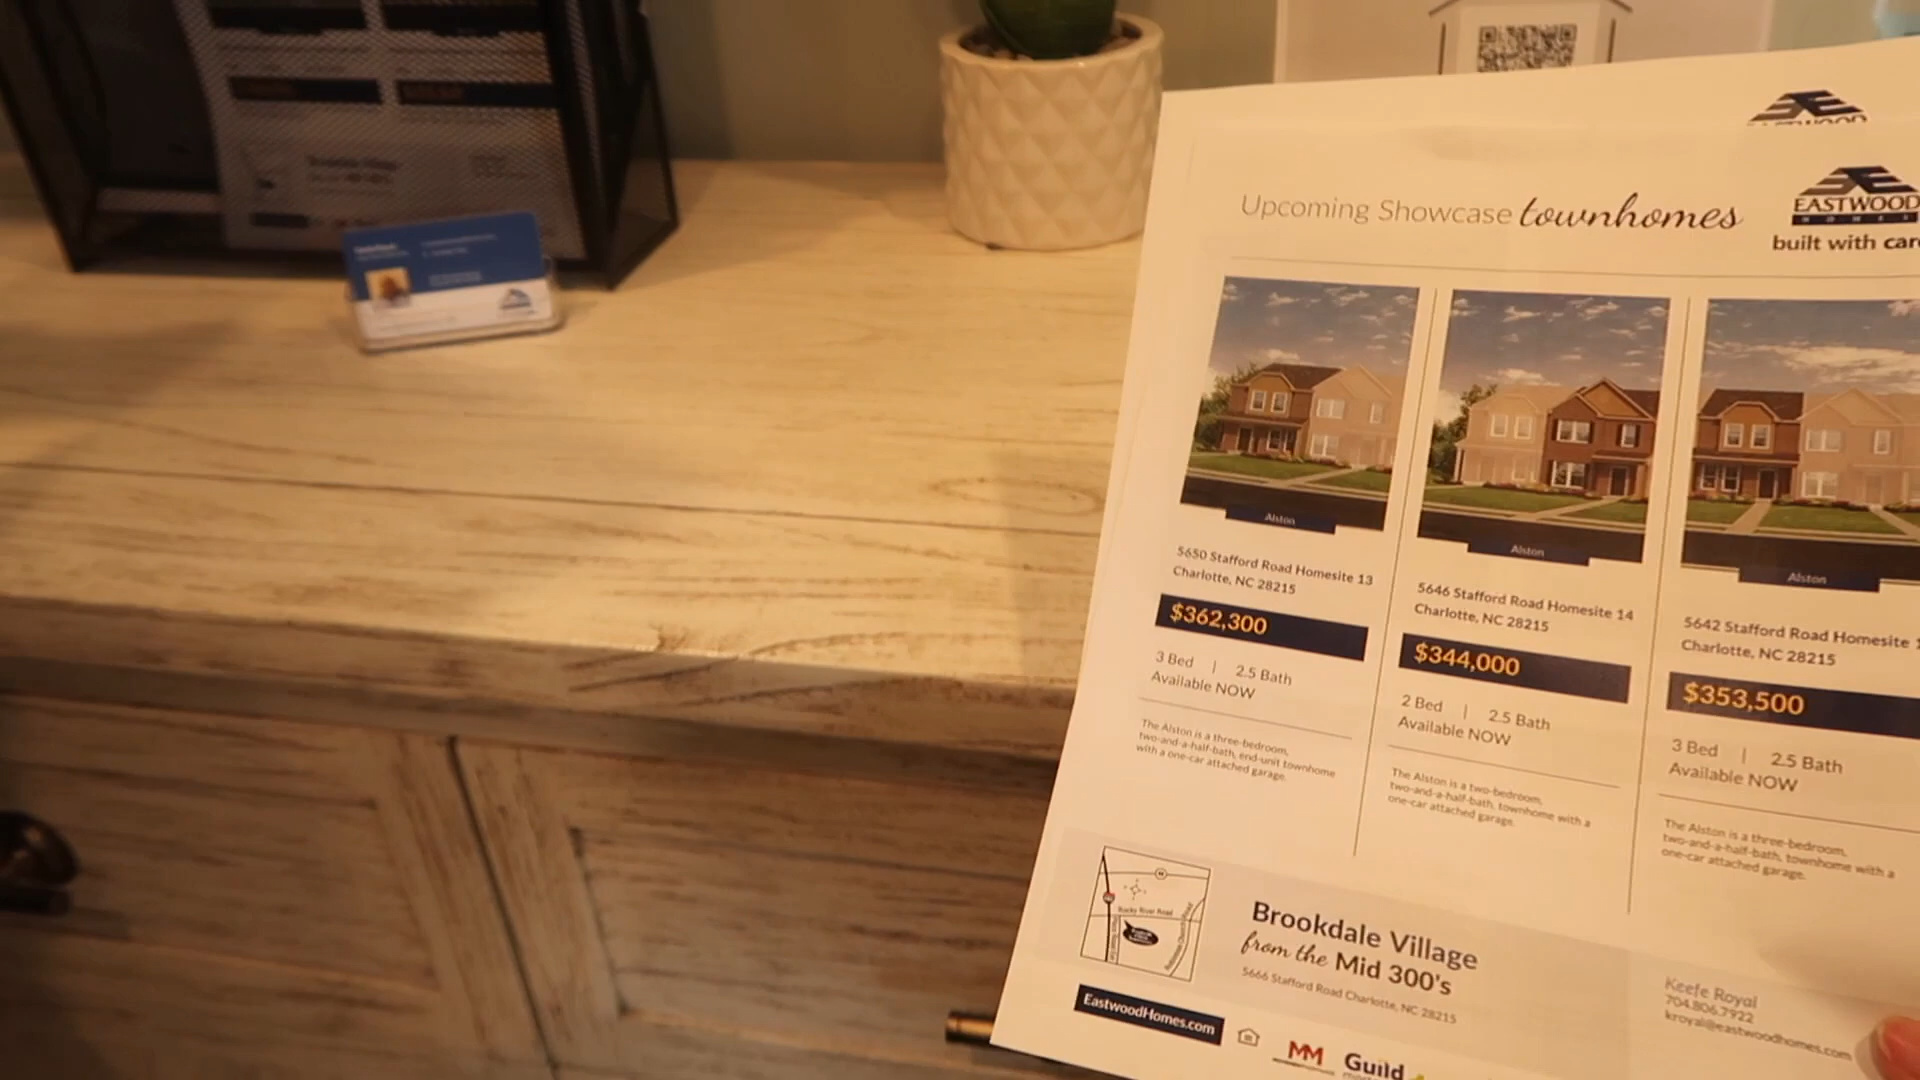 EASTWOOD
Upcoming Showcase townhomes
EASTWOOD
HOMES
built with
Alston
5650 Stafford Road Homesite 13
Charlotte, NC 28215
$362,300
3 Bed | 2.5 Bath
Available NOW
The Alston is a three-bedroom,
two-and-a-half-bath, end-unit townhome
with a one-car attached garage.
Alston
5646 Stafford Road Homesite 14
Charlotte, NC 28215
$344,000
2 Bed | 2.5 Bath
Available NOW
The Alston is a two-bedroom,
two-and-a-half-bath, townhome with a
one-car attached garage.
Alston
5642 Stafford Road Homesite
Charlotte, NC 28215
$353,500
3 Bed | 2.5 Bath
Available NOW
The Alston is a three-bedroom,
two-and-a-half-bath, townhome with a
one-car attached garage.
Rocky River Road
Brookdale Village
from the Mid 300's
5666 Stafford Road Charlotte, NC 28215
Keefe Royal
704.806.7922
kroyal@eastwoodhomes.com
EastwoodHomes.com
MM
Guild